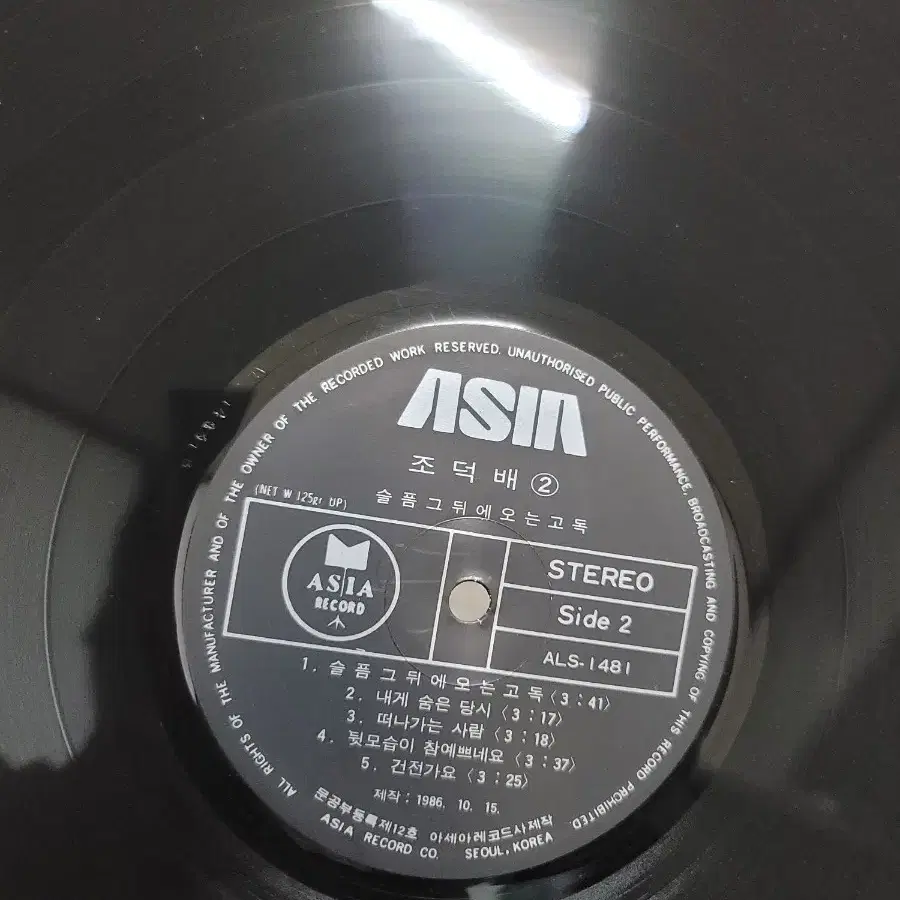 ALL RIGHTS OF THE MANUFACTURER AND OF THE OWNER OF THE RECORDED WORK RESERVED. UNAUTHORISED PUBLIC PERFORMANCE, BROADCASTING AND COPYING OF THIS RECORD PROHIBITED.
ASIA
조덕배 ②
슬픔그뒤에오는고독
(NET W 125gr UP)
ASIA
RECORD
STEREO
Side 2
ALS-1481
1. 슬픔그뒤에오는고독〈3:41〉
2. 내게 숨은 당시〈3:17〉
3. 떠나가는 사람〈3:18〉
4. 뒷모습이 참예쁘네요〈3:37〉
5. 건전가요〈3:25〉
제작:1986. 10. 15.
문공부등록제12호 아세아레코드사제작
ASIA RECORD CO. SEOUL, KOREA